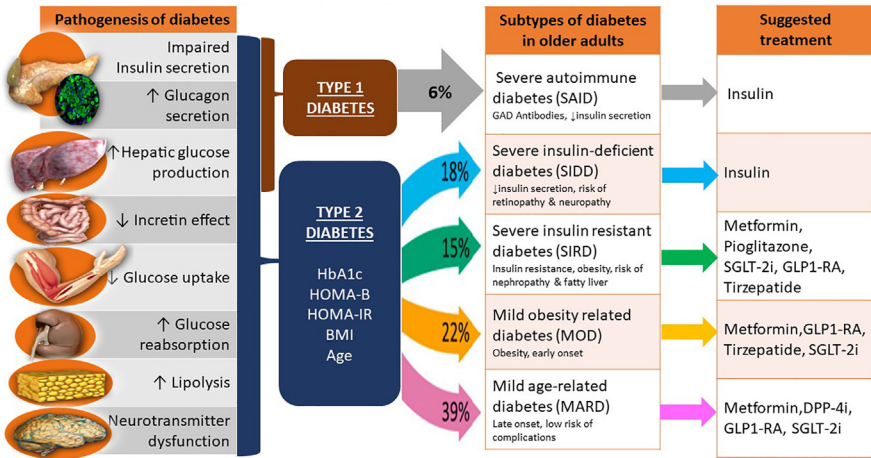 Pathogenesis of diabetes
Impaired
Insulin secretion
↑ Glucagon
secretion
↑Hepatic glucose
production
↓ Incretin effect
↓ Glucose uptake
↑ Glucose
reabsorption
↑ Lipolysis
Neurotransmitter
dysfunction
TYPE 1
DIABETES
TYPE 2
DIABETES
HbA1c
HOMA-B
HOMA-IR
BMI
Age
6%
18%
15%
22%
39%
Subtypes of diabetes
in older adults
Severe autoimmune
diabetes (SAID)
GAD Antibodies, ↓insulin secretion
Severe insulin-deficient
diabetes (SIDD)
↓insulin secretion, risk of
retinopathy & neuropathy
Severe insulin resistant
diabetes (SIRD)
Insulin resistance, obesity, risk of
nephropathy & fatty liver
Mild obesity related
diabetes (MOD)
Obesity, early onset
Mild age-related
diabetes (MARD)
Late onset, low risk of
complications
Suggested
treatment
Insulin
Insulin
Metformin,
Pioglitazone,
SGLT-2i, GLP1-RA,
Tirzepatide
Metformin,GLP1-RA,
Tirzepatide, SGLT-2i
Metformin,DPP-4i,
GLP1-RA, SGLT-2i